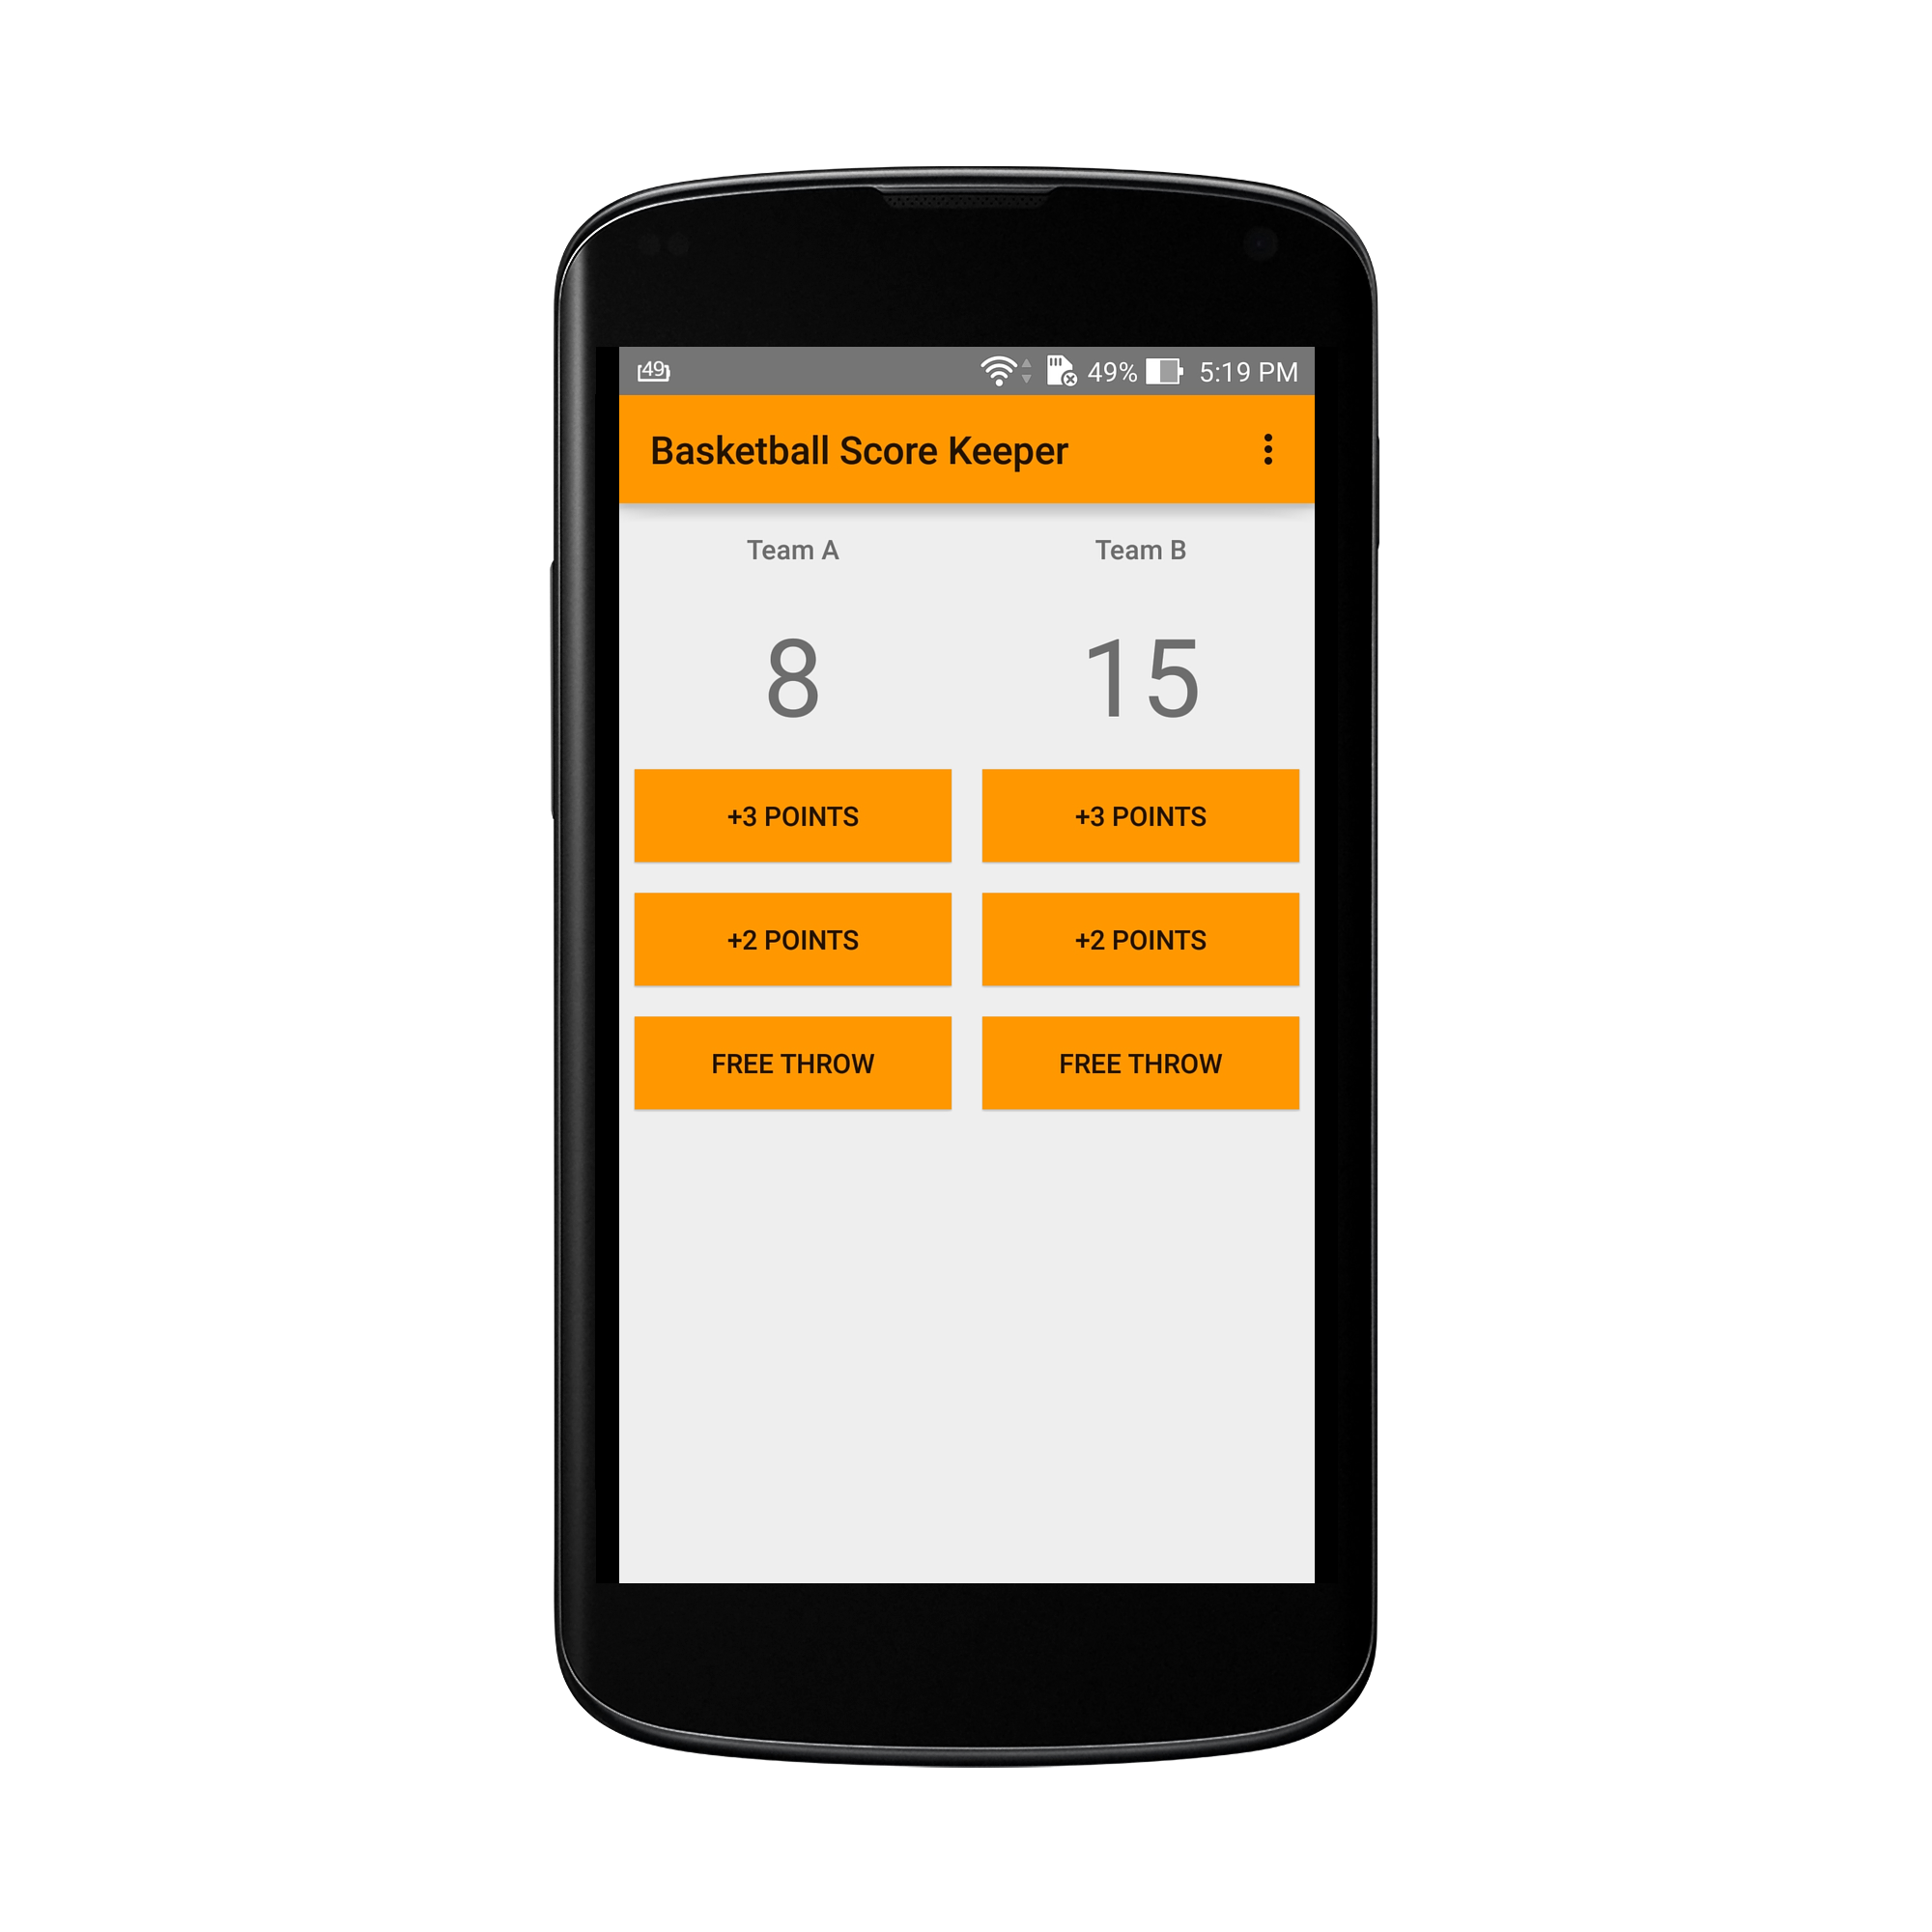 49 49% 5:19 PM
Basketball Score Keeper
Team A Team B
8 15
+3 POINTS +3 POINTS
+2 POINTS +2 POINTS
FREE THROW FREE THROW